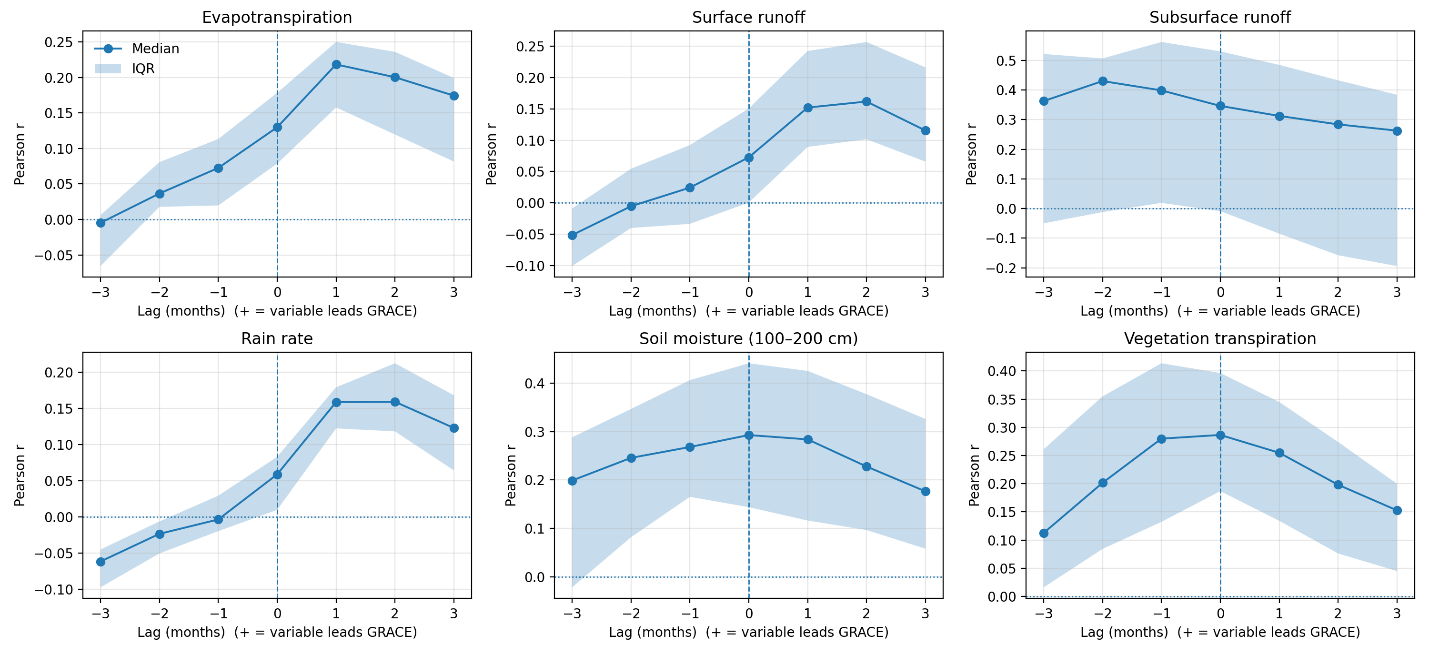 Evapotranspiration
Median
IQR
0.25
0.20
0.15
0.10
0.05
0.00
−0.05
Pearson r
−3 −2 −1 0 1 2 3
Lag (months) (+ = variable leads GRACE)
Surface runoff
0.25
0.20
0.15
0.10
0.05
0.00
−0.05
−0.10
Pearson r
−3 −2 −1 0 1 2 3
Lag (months) (+ = variable leads GRACE)
Subsurface runoff
0.5
0.4
0.3
0.2
0.1
0.0
−0.1
−0.2
Pearson r
−3 −2 −1 0 1 2 3
Lag (months) (+ = variable leads GRACE)
Rain rate
0.20
0.15
0.10
0.05
0.00
−0.05
−0.10
Pearson r
−3 −2 −1 0 1 2 3
Lag (months) (+ = variable leads GRACE)
Soil moisture (100–200 cm)
0.4
0.3
0.2
0.1
0.0
Pearson r
−3 −2 −1 0 1 2 3
Lag (months) (+ = variable leads GRACE)
Vegetation transpiration
0.40
0.35
0.30
0.25
0.20
0.15
0.10
0.05
0.00
Pearson r
−3 −2 −1 0 1 2 3
Lag (months) (+ = variable leads GRACE)